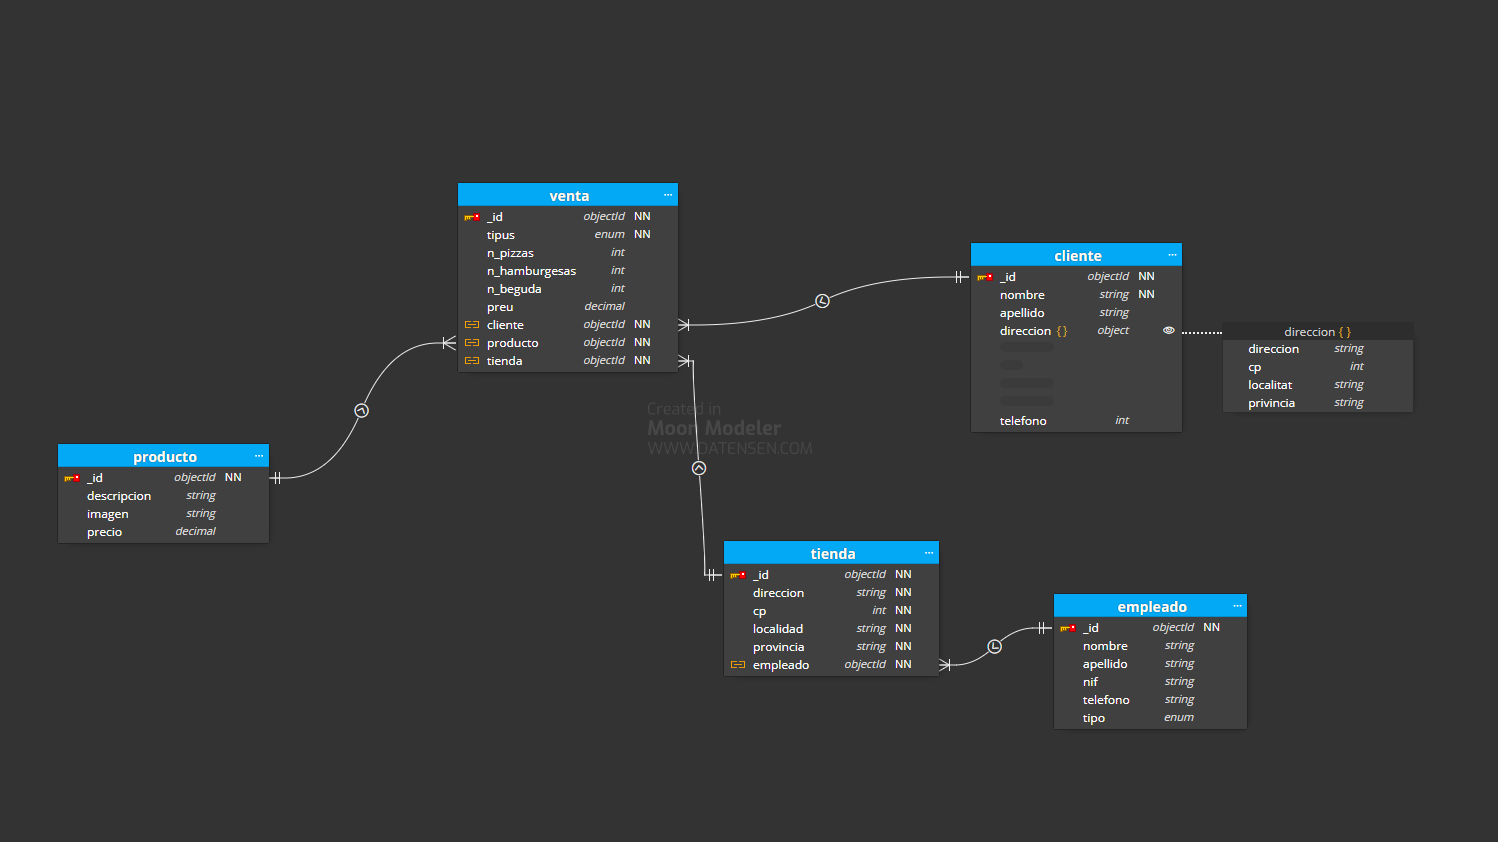 venta ...
_id objectId NN
tipus enum NN
n_pizzas int
n_hamburgesas int
n_beguda int
preu decimal
cliente objectId NN
producto objectId NN
tienda objectId NN
cliente ...
_id objectId NN
nombre string NN
apellido string
direccion {} object
telefono int
direccion {}
direccion string
cp int
localitat string
privincia string
Created in
Moon Modeler
WWW.DATENSEN.COM
producto ...
_id objectId NN
descripcion string
imagen string
precio decimal
tienda ...
_id objectId NN
direccion string NN
cp int NN
localidad string NN
provincia string NN
empleado objectId NN
empleado ...
_id objectId NN
nombre string
apellido string
nif string
telefono string
tipo enum